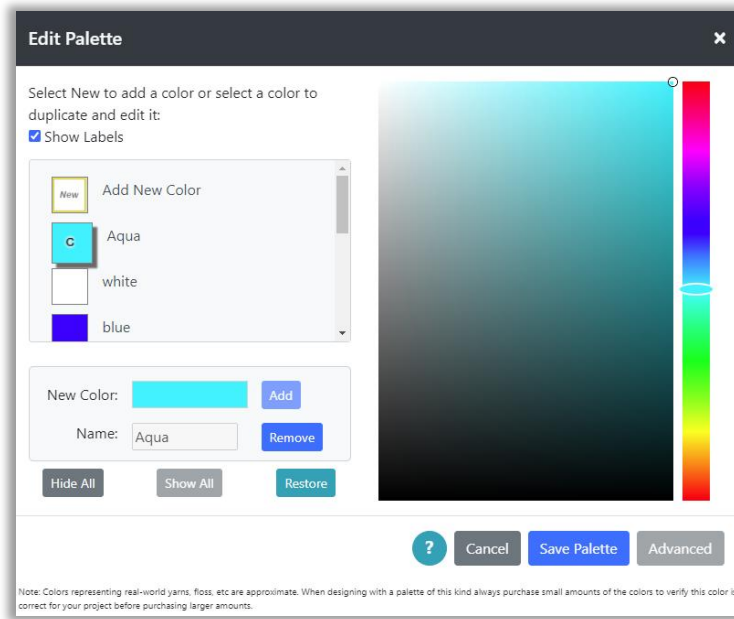 Edit Palette ×
Select New to add a color or select a color to
duplicate and edit it:
Show Labels
New Add New Color
C Aqua
white
blue
New Color: Add
Name: Aqua Remove
Hide All Show All Restore
? Cancel Save Palette Advanced
Note: Colors representing real-world yarns, floss, etc are approximate. When designing with a palette of this kind always purchase small amounts of the colors to verify this color is
correct for your project before purchasing larger amounts.